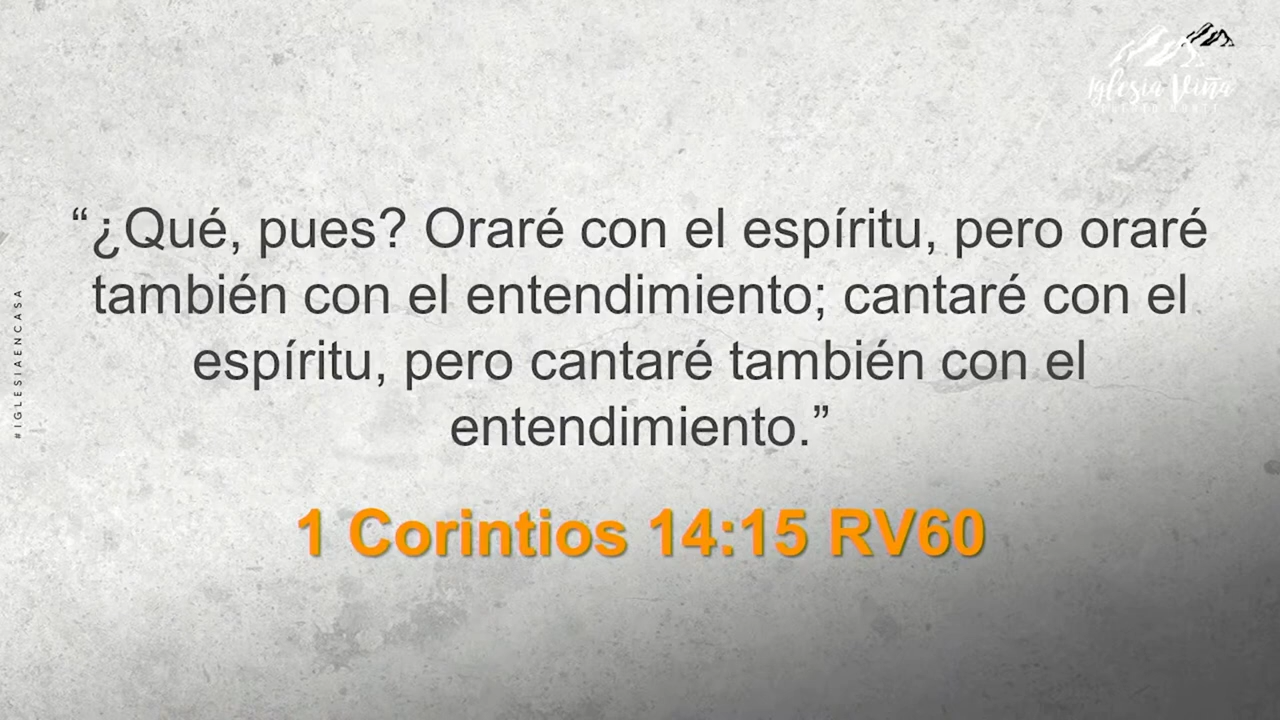 Iglesia Viña
“¿Qué, pues? Oraré con el espíritu, pero oraré
también con el entendimiento; cantaré con el
espíritu, pero cantaré también con el
entendimiento.”
1 Corintios 14:15 RV60
#IGLESIAENCASA